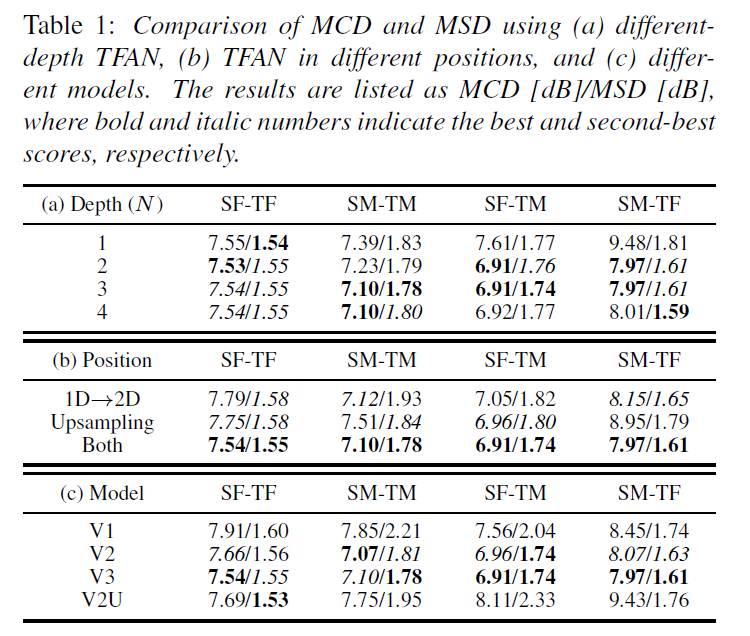 Table 1: Comparison of MCD and MSD using (a) different-
depth TFAN, (b) TFAN in different positions, and (c) differ-
ent models. The results are listed as MCD [dB]/MSD [dB],
where bold and italic numbers indicate the best and second-best
scores, respectively.
(a) Depth (N) SF-TF SM-TM SF-TM SM-TF
1 7.55/1.54 7.39/1.83 7.61/1.77 9.48/1.81
2 7.53/1.55 7.23/1.79 6.91/1.76 7.97/1.61
3 7.54/1.55 7.10/1.78 6.91/1.74 7.97/1.61
4 7.54/1.55 7.10/1.80 6.92/1.77 8.01/1.59
(b) Position SF-TF SM-TM SF-TM SM-TF
1D→2D 7.79/1.58 7.12/1.93 7.05/1.82 8.15/1.65
Upsampling 7.75/1.58 7.51/1.84 6.96/1.80 8.95/1.79
Both 7.54/1.55 7.10/1.78 6.91/1.74 7.97/1.61
(c) Model SF-TF SM-TM SF-TM SM-TF
V1 7.91/1.60 7.85/2.21 7.56/2.04 8.45/1.74
V2 7.66/1.56 7.07/1.81 6.96/1.74 8.07/1.63
V3 7.54/1.55 7.10/1.78 6.91/1.74 7.97/1.61
V2U 7.69/1.53 7.75/1.95 8.11/2.33 9.43/1.76